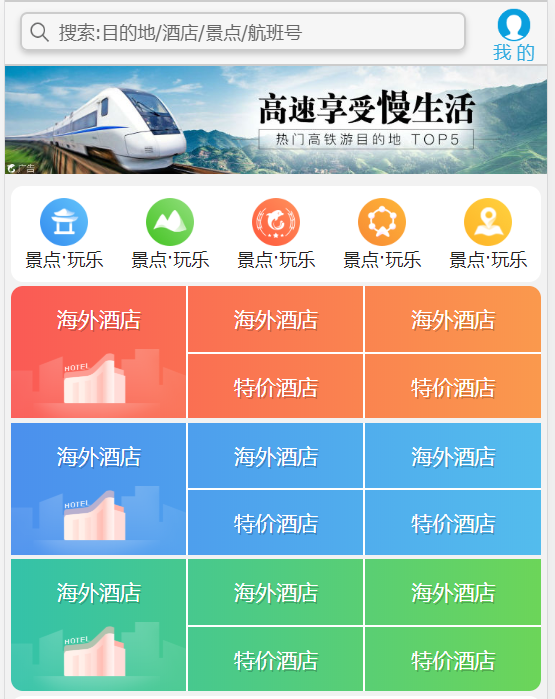 搜索:目的地/酒店/景点/航班号
我 的
高速享受慢生活
热门高铁游目的地 TOP5
广告
景点·玩乐 景点·玩乐 景点·玩乐 景点·玩乐 景点·玩乐
海外酒店 海外酒店 海外酒店
HOTEL
特价酒店 特价酒店
海外酒店 海外酒店 海外酒店
HOTEL
特价酒店 特价酒店
海外酒店 海外酒店 海外酒店
HOTEL
特价酒店 特价酒店